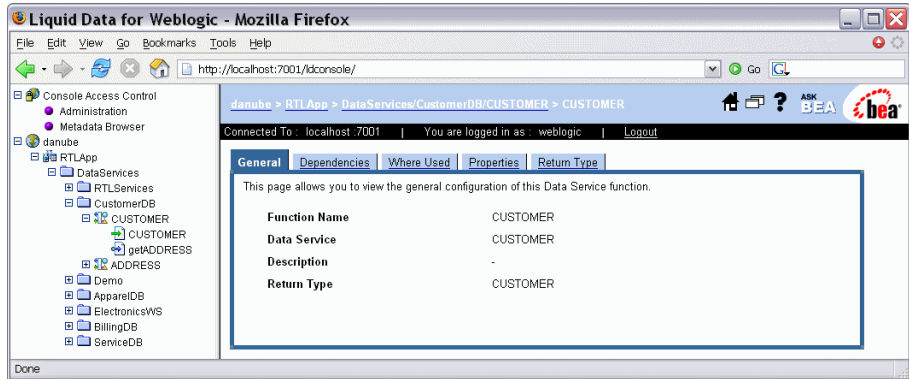 Liquid Data for Weblogic - Mozilla Firefox
File Edit View Go Bookmarks Tools Help
http://localhost:7001/ldconsole/ Go G
Console Access Control
Administration
Metadata Browser
danube
RTLApp
DataServices
RTLServices
CustomerDB
CUSTOMER
CUSTOMER
getADDRESS
ADDRESS
Demo
ApparelDB
ElectronicsWS
BillingDB
ServiceDB
danube > RTLApp > DataServices/CustomerDB/CUSTOMER > CUSTOMER
? ASK BEA bea
Connected To : localhost :7001 | You are logged in as : weblogic | Logout
General Dependencies Where Used Properties Return Type
This page allows you to view the general configuration of this Data Service function.
Function Name CUSTOMER
Data Service CUSTOMER
Description -
Return Type CUSTOMER
Done